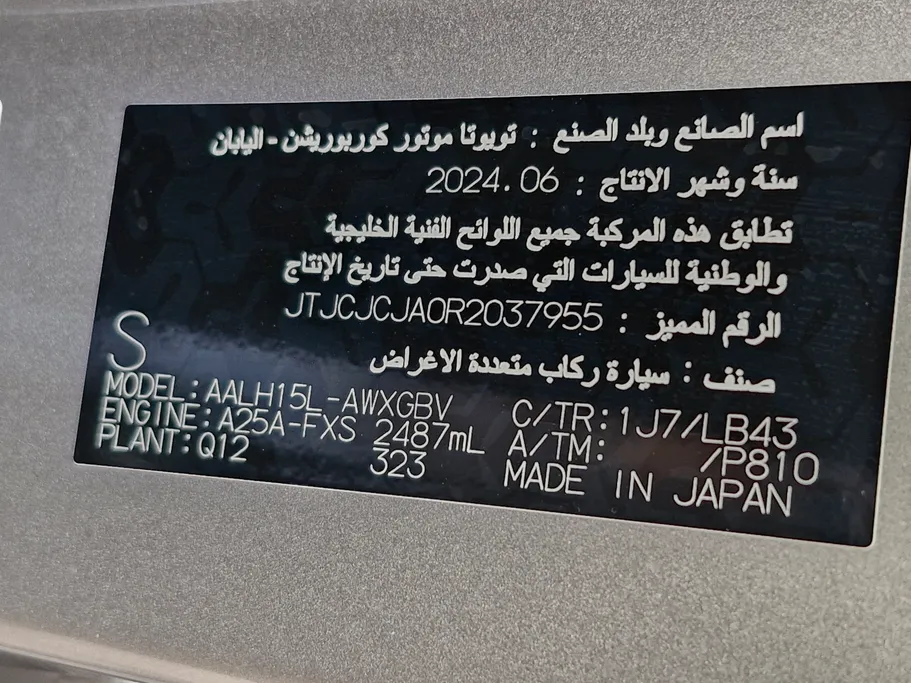 اسم الصانع وبلد الصنع : تويوتا موتور كوربوريشن - اليابان
سنة وشهر الانتاج : 2024.06
تطابق هذه المركبة جميع اللوائح الفنية الخليجية
والوطنية للسيارات التي صدرت حتى تاريخ الإنتاج
الرقم المميز : JTJCJCJA0R2037955
صنف : سيارة ركاب متعددة الاغراض
S
MODEL:AALH15L-AWXGBV C/TR:1J7/LB43
ENGINE:A25A-FXS 2487mL A/TM: /P810
PLANT:Q12 323 MADE IN JAPAN